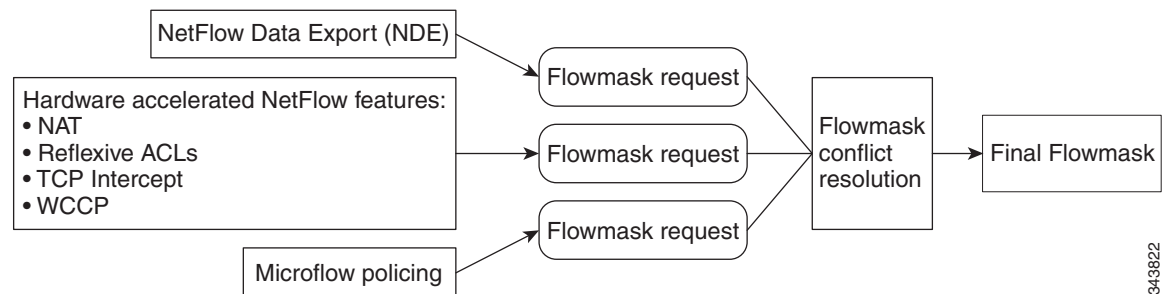 NetFlow Data Export (NDE)
Hardware accelerated NetFlow features:
• NAT
• Reflexive ACLs
• TCP Intercept
• WCCP
Microflow policing
Flowmask request
Flowmask request
Flowmask request
Flowmask
conflict
resolution
Final Flowmask
343822